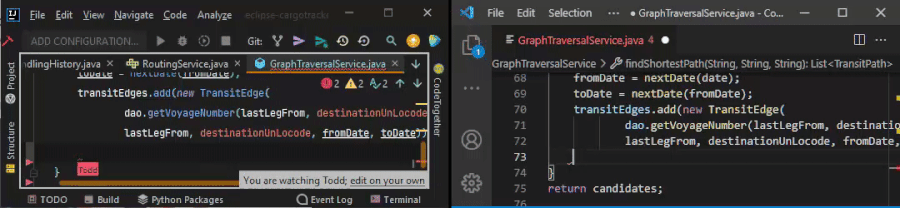 File Edit View Navigate Code Analyze eclipse-cargotracke
ADD CONFIGURATION... Git:
ndlingHistory.java RoutingService.java GraphTraversalService.java
toDate = nextDate(fromDate);
2 2 2
transitEdges.add(new TransitEdge(
dao.getVoyageNumber(lastLegFrom, destinationUnLocode
lastLegFrom, destinationUnLocode, fromDate, toDate))
} Todd
You are watching Todd; edit on your own
Project
Structure
CodeTogether
TODO Build Python Packages Event Log Terminal
File Edit Selection ··· GraphTraversalService.java - Co...
1
GraphTraversalService.java 4
GraphTraversalService > findShortestPath(String, String, String): List<TransitPath>
68 fromDate = nextDate(date);
69 toDate = nextDate(fromDate);
70 transitEdges.add(new TransitEdge(
71 dao.getVoyageNumber(lastLegFrom, destinatio
72 lastLegFrom, destinationUnLocode, fromDate,
73
74 }
75 return candidates;